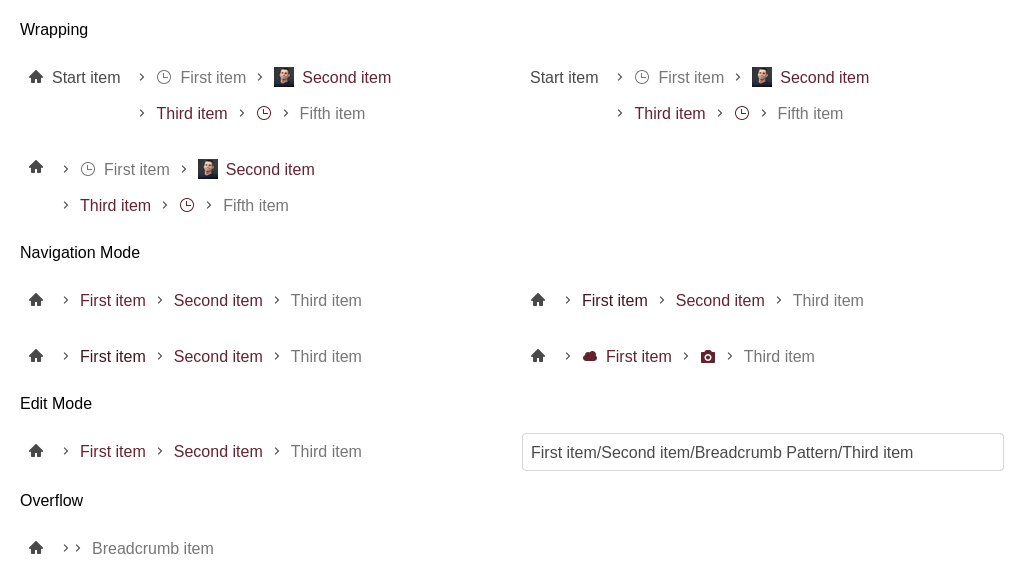 Wrapping
Start item First item Second item
Third item Fifth item
Start item First item Second item
Third item Fifth item
First item Second item
Third item Fifth item
Navigation Mode
First item Second item Third item
First item Second item Third item
First item Second item Third item
First item Third item
Edit Mode
First item Second item Third item
First item/Second item/Breadcrumb Pattern/Third item
Overflow
Breadcrumb item